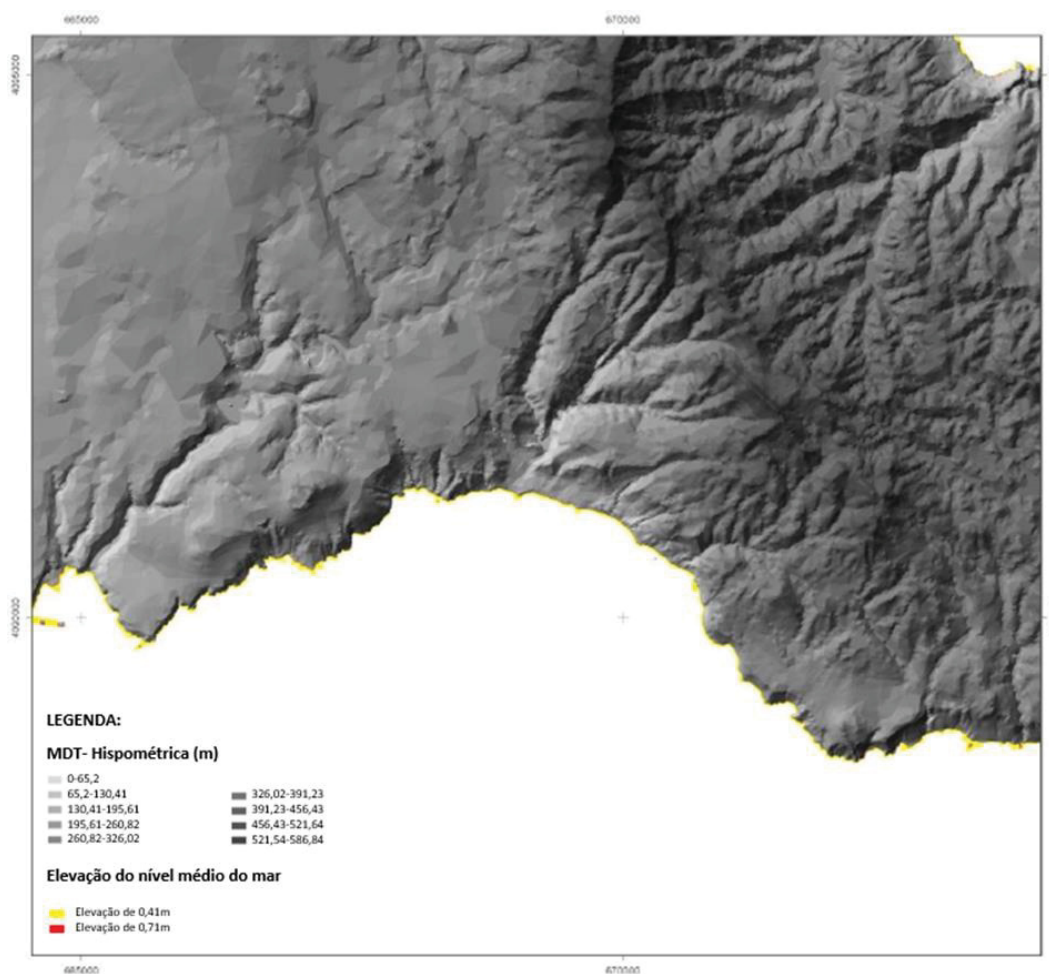 665000 670000
4095000
4090000
LEGENDA:
MDT- Hispométrica (m)
0-65,2
65,2-130,41
130,41-195,61
195,61-260,82
260,82-326,02
326,02-391,23
391,23-456,43
456,43-521,64
521,54-586,84
Elevação do nível médio do mar
Elevação de 0,41m
Elevação de 0,71m
665000 670000